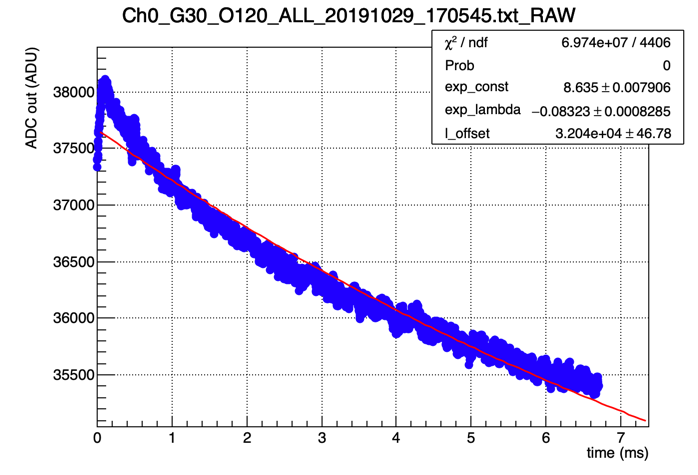 Ch0_G30_O120_ALL_20191029_170545.txt_RAW
χ² / ndf 6.974e+07 / 4406
Prob 0
exp_const 8.635 ± 0.007906
exp_lambda −0.08323 ± 0.0008285
l_offset 3.204e+04 ± 46.78
ADC out (ADU)
38000
37500
37000
36500
36000
35500
0 1 2 3 4 5 6 7
time (ms)